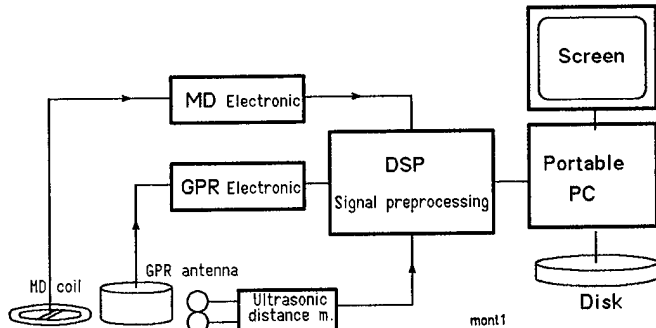 Screen
MD Electronic
DSP
Signal preprocessing
Portable
PC
GPR Electronic
MD coil
GPR antenna
Ultrasonic
distance m.
mont1
Disk